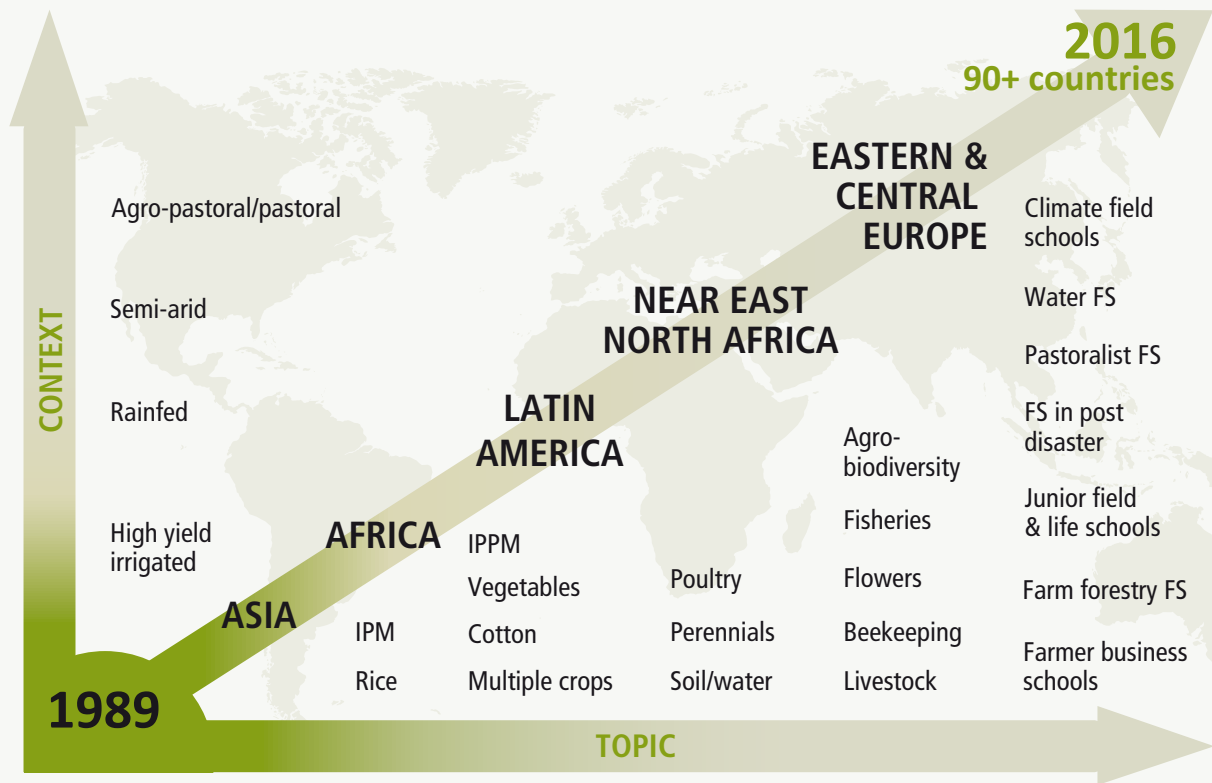 2016
90+ countries
CONTEXT
Agro-pastoral/pastoral
Semi-arid
Rainfed
High yield
irrigated
1989
ASIA
AFRICA
LATIN
AMERICA
NEAR EAST
NORTH AFRICA
EASTERN &
CENTRAL
EUROPE
IPM
Rice
IPPM
Vegetables
Cotton
Multiple crops
Poultry
Perennials
Soil/water
Agro-
biodiversity
Fisheries
Flowers
Beekeeping
Livestock
Climate field
schools
Water FS
Pastoralist FS
FS in post
disaster
Junior field
& life schools
Farm forestry FS
Farmer business
schools
TOPIC